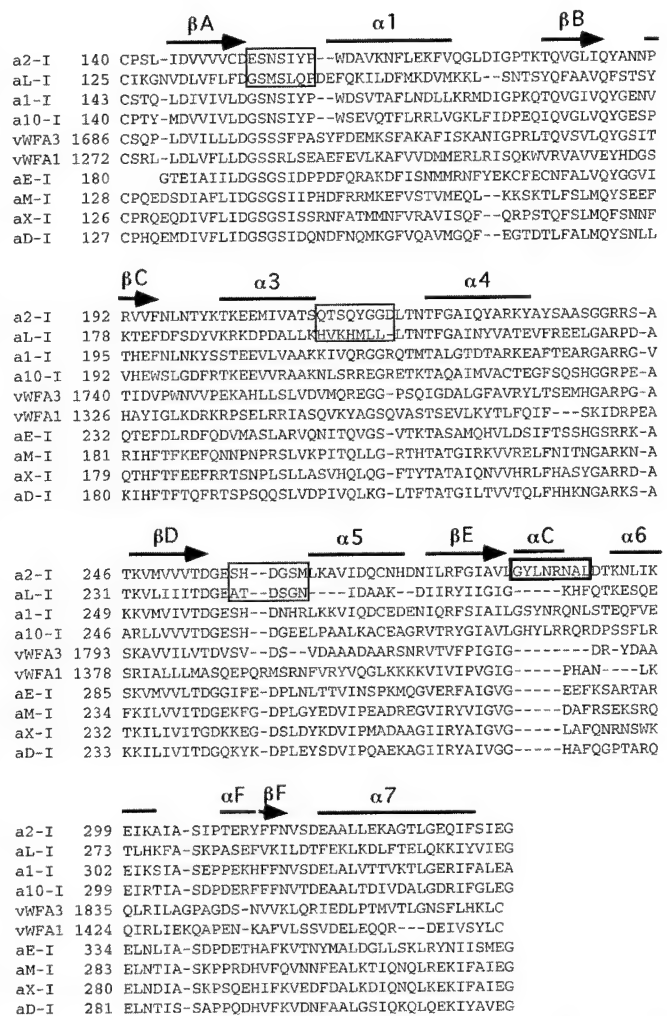 βA α1 βB
a2-I 140 CPSL-IDVVVVCDESNSIYP--WDAVKNFLEKFVQGLDIGPTKTQVGLIQYANNP
aL-I 125 CIKGNVDLVFLFDGSMSLQPDEFQKILDFMKDVMKKL--SNTSYQFAAVQFSTSY
a1-I 143 CSTQ-LDIVIVLDGSNSIYP--WDSVTAFLNDLLKRMDIGPKQTQVGIVQYGENV
a10-I 140 CPTY-MDVVIVLDGSNSIYP--WSEVQTFLRRLVGKLFIDPEQIQVGLVQYGESP
vWFA3 1686 CSQP-LDVILLLDGSSSFPASYFDEMKSFAKAFISKANIGPRLTQVSVLQYGSIT
vWFA1 1272 CSRL-LDLVFLLDGSSRLSEAEFEVLKAFVVDMMERLRISQKWVRVAVVEYHDGS
aE-I 180 GTEIAIILDGSGSIDPPDFQRAKDFISNMMRNFYEKCFECNFALVQYGGVI
aM-I 128 CPQEDSDIAFLIDGSGSIIPHDFRRMKEFVSTVMEQL--KKSKTLFSLMQYSEEF
aX-I 126 CPRQEQDIVFLIDGSGSISSRNFATMMNFVRAVISQF--QRPSTQFSLMQFSNNF
aD-I 127 CPHQEMDIVFLIDGSGSIDQNDFNQMKGFVQAVMGQF--EGTDTLFALMQYSNLL
βC α3 α4
a2-I 192 RVVFNLNTYKTKEEMIVATSQTSQYGGDLTNTFGAIQYARKYAYSAASGGRRS-A
aL-I 178 KTEFDFSDYVKRKDPDALLKHVKHMLL-LTNTFGAINYVATEVFREELGARPD-A
a1-I 195 THEFNLNKYSSTEEVLVAAKKIVQRGGRQTMTALGTDTARKEAFTEARGARRG-V
a10-I 192 VHEWSLGDFRTKEEVVRAAKNLSRREGRETKTAQAIMVACTEGFSQSHGGRPE-A
vWFA3 1740 TIDVPWNVVPEKAHLLSLVDVMQREGG-PSQIGDALGFAVRYLTSEMHGARPG-A
vWFA1 1326 HAYIGLKDRKRPSELRRIASQVKYAGSQVASTSEVLKYTLFQIF---SKIDRPEA
aE-I 232 QTEFDLRDFQDVMASLARVQNITQVGS-VTKTASAMQHVLDSIFTSSHGSRRK-A
aM-I 181 RIHFTFKEFQNNPNPRSLVKPITQLLG-RTHTATGIRKVVRELFNITNGARKN-A
aX-I 179 QTHFTFEEFRRTSNPLSLLASVHQLQG-FTYTATAIQNVVHRLFHASYGARRD-A
aD-I 180 KIHFTFTQFRTSPSQQSLVDPIVQLKG-LTFTATGILTVVTQLFHHKNGARKS-A
βD α5 βE αC α6
a2-I 246 TKVMVVVTDGESH--DGSMLKAVIDQCNHDNILRFGIAVLGYLNRNALDTKNLIK
aL-I 231 TKVLIIITDGEAT--DSGN----IDAAK--DIIRYIIGIG-----KHFQTKESQE
a1-I 249 KKVMVIVTDGESH--DNHRLKKVIQDCEDENIQRFSIAILGSYNRQNLSTEQFVE
a10-I 246 ARLLVVVTDGESH--DGEELPAALKACEAGRVTRYGIAVLGHYLRRQRDPSSFLR
vWFA3 1793 SKAVVILVTDVSV--DS--VDAAADAARSNRVTVFPIGIG-----DR--YDAA
vWFA1 1378 SRIALLLMASQEPQRMSRNFVRYVQGLKKKKVIVIPVGIG-----PHAN----LK
aE-I 285 SKVMVVLTDGGIFE-DPLNLTTVINSPKMQGVERFAIGVG-----EEFKSARTAR
aM-I 234 FKILVVITDGEKFG-DPLGYEDVIPEADREGVIRYVIGVG-----DAFRSEKSRQ
aX-I 232 TKILIVITDGKKEG-DSLDYKDVIPMADAAGIIRYAIGVG-----LAFQNRNSWK
aD-I 233 KKILIVITDGQKYK-DPLEYSDVIPQAEKAGIIRYAIGVGG-----HAFQGPTARQ
αF βF α7
a2-I 299 EIKAIA-SIPTERYFFNVSDEAALLEKAGTLGEQIFSIEG
aL-I 273 TLHKFA-SKPASEFVKILDTFEKLKDLFTELQKKIYVIEG
a1-I 302 EIKSIA-SEPPEKHFFNVSDELALVTTVKTLGERIFALEA
a10-I 299 EIRTIA-SDPDERFFFNVTDEAALTDIVDALGDRIFGLEG
vWFA3 1835 QLRILAGPAGDS-NVVKLQRIEDLPTMVTLGNSFLHKLC
vWFA1 1424 QIRLIEKQAPEN-KAFVLSSVDELEQQR---DEIVSYLC
aE-I 334 ELNLIA-SDPDETHAFKVTNYMALDGLLSKLRYNIISMEG
aM-I 283 ELNTIA-SKPPRDHVFQVNNFEALKTIQNQLREKIFAIEG
aX-I 280 ELNDIA-SKPSQEHIFKVEDFDALKDIQNQLKEKIFAIEG
aD-I 281 ELNTIS-SAPPQDHVFKVDNFAALGSIQKQLQEKIYAVEG